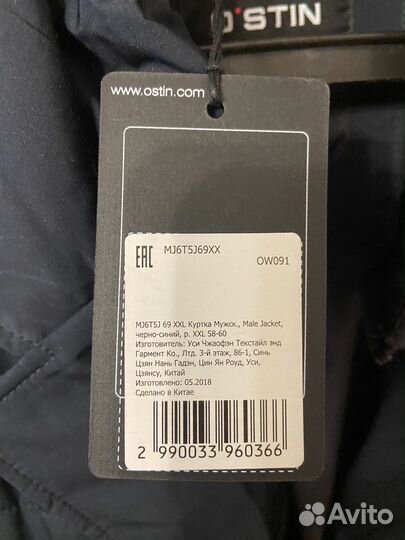 O'STIN
www.ostin.com
EAC
MJ6T5J69XX
OW091
MJ6T5J 69 XXL Куртка Мужск., Male Jacket,
черно-синий, р. XXL 58-60
Изготовитель: Уси Чжаофэн Текстайл энд
Гармент Ко., Лтд. 3-й этаж, 86-1, Синь
Цзян Нань Гадэн, Цин Ян Роуд, Уси,
Цзянсу, Китай
Изготовлено: 05.2018
Сделано в Китае
2 990033 960366
Avito